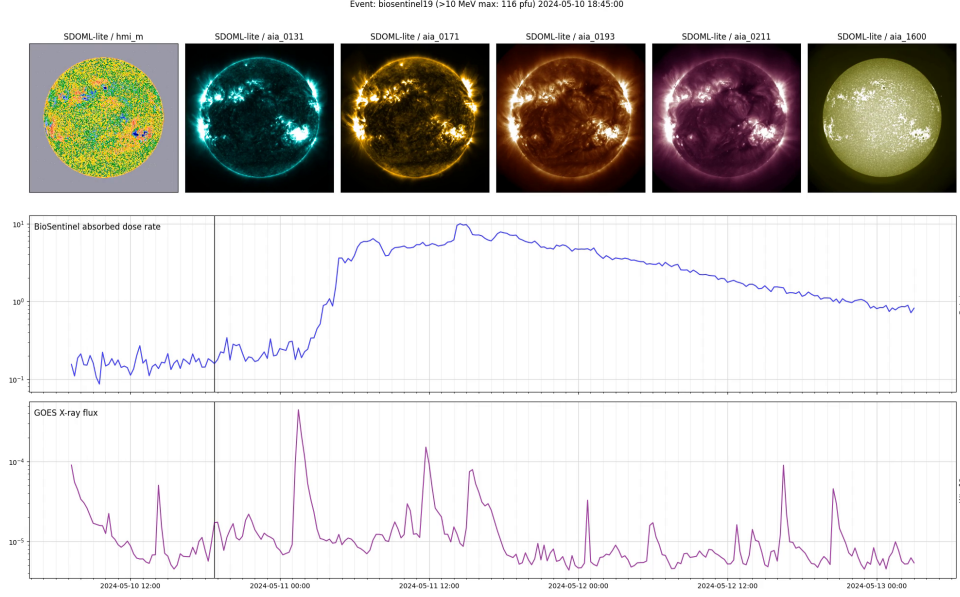 Event: biosentinel19 (>10 MeV max: 116 pfu) 2024-05-10 18:45:00
SDOML-lite / hmi_m SDOML-lite / aia_0131 SDOML-lite / aia_0171 SDOML-lite / aia_0193 SDOML-lite / aia_0211 SDOML-lite / aia_1600
BioSentinel absorbed dose rate
10¹
10⁰
10⁻¹
GOES X-ray flux
10⁻⁴
10⁻⁵
2024-05-10 12:00 2024-05-11 00:00 2024-05-11 12:00 2024-05-12 00:00 2024-05-12 12:00 2024-05-13 00:00